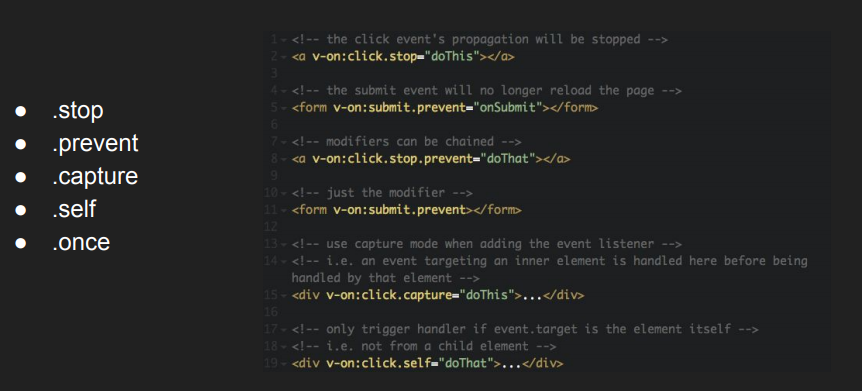 ● .stop
● .prevent
● .capture
● .self
● .once
1 <!-- the click event's propagation will be stopped -->
2 <a v-on:click.stop="doThis"></a>
3
4 <!-- the submit event will no longer reload the page -->
5 <form v-on:submit.prevent="onSubmit"></form>
6
7 <!-- modifiers can be chained -->
8 <a v-on:click.stop.prevent="doThat"></a>
9
10 <!-- just the modifier -->
11 <form v-on:submit.prevent></form>
12
13 <!-- use capture mode when adding the event listener -->
14 <!-- i.e. an event targeting an inner element is handled here before being
handled by that element -->
15 <div v-on:click.capture="doThis">...</div>
16
17 <!-- only trigger handler if event.target is the element itself -->
18 <!-- i.e. not from a child element -->
19 <div v-on:click.self="doThat">...</div>